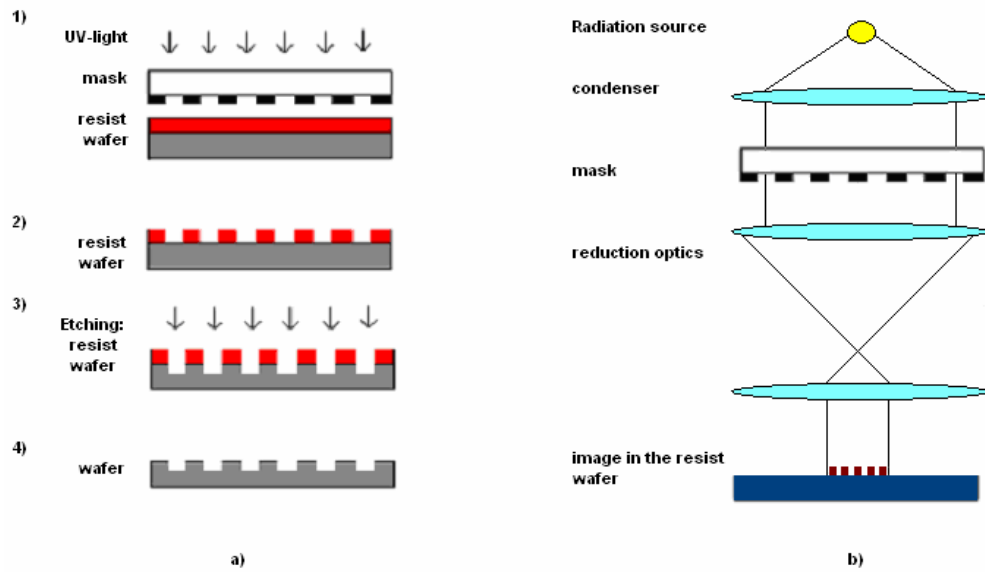 1)
UV-light
mask
resist
wafer
2)
resist
wafer
3)
Etching:
resist
wafer
4)
wafer
a)
Radiation source
condenser
mask
reduction optics
image in the resist
wafer
b)